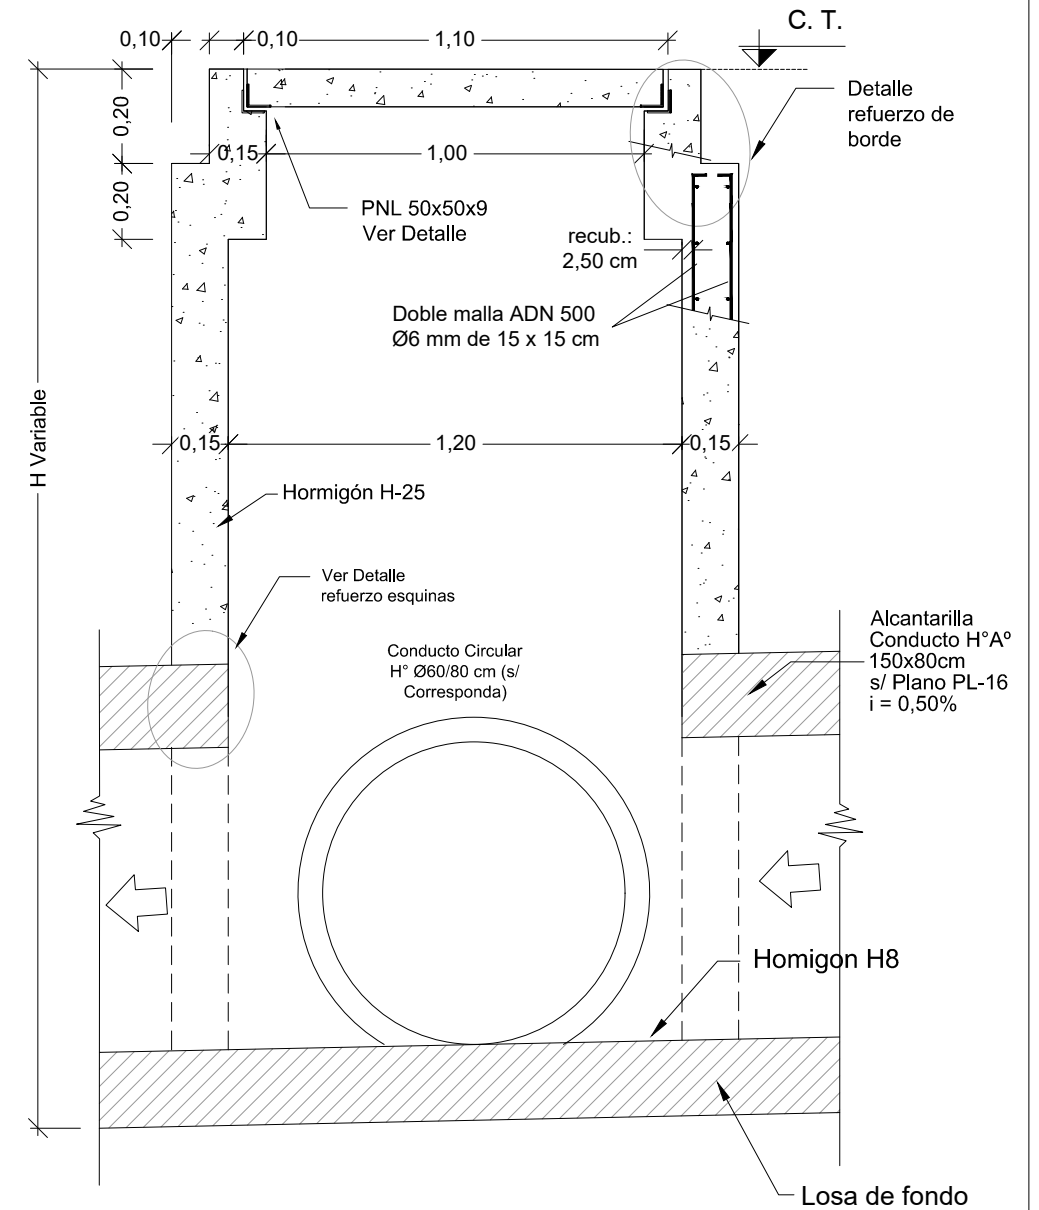 C. T.
0,10
0,10
1,10
0,20
Detalle
refuerzo de
borde
0,15
1,00
0,20
PNL 50x50x9
Ver Detalle
recub.:
2,50 cm
Doble malla ADN 500
Ø6 mm de 15 x 15 cm
H Variable
0,15
1,20
0,15
Hormigón H-25
Ver Detalle
refuerzo esquinas
Conducto Circular
H° Ø60/80 cm (s/
Corresponda)
Alcantarilla
Conducto H°Aº
150x80cm
s/ Plano PL-16
i = 0,50%
Homigon H8
Losa de fondo